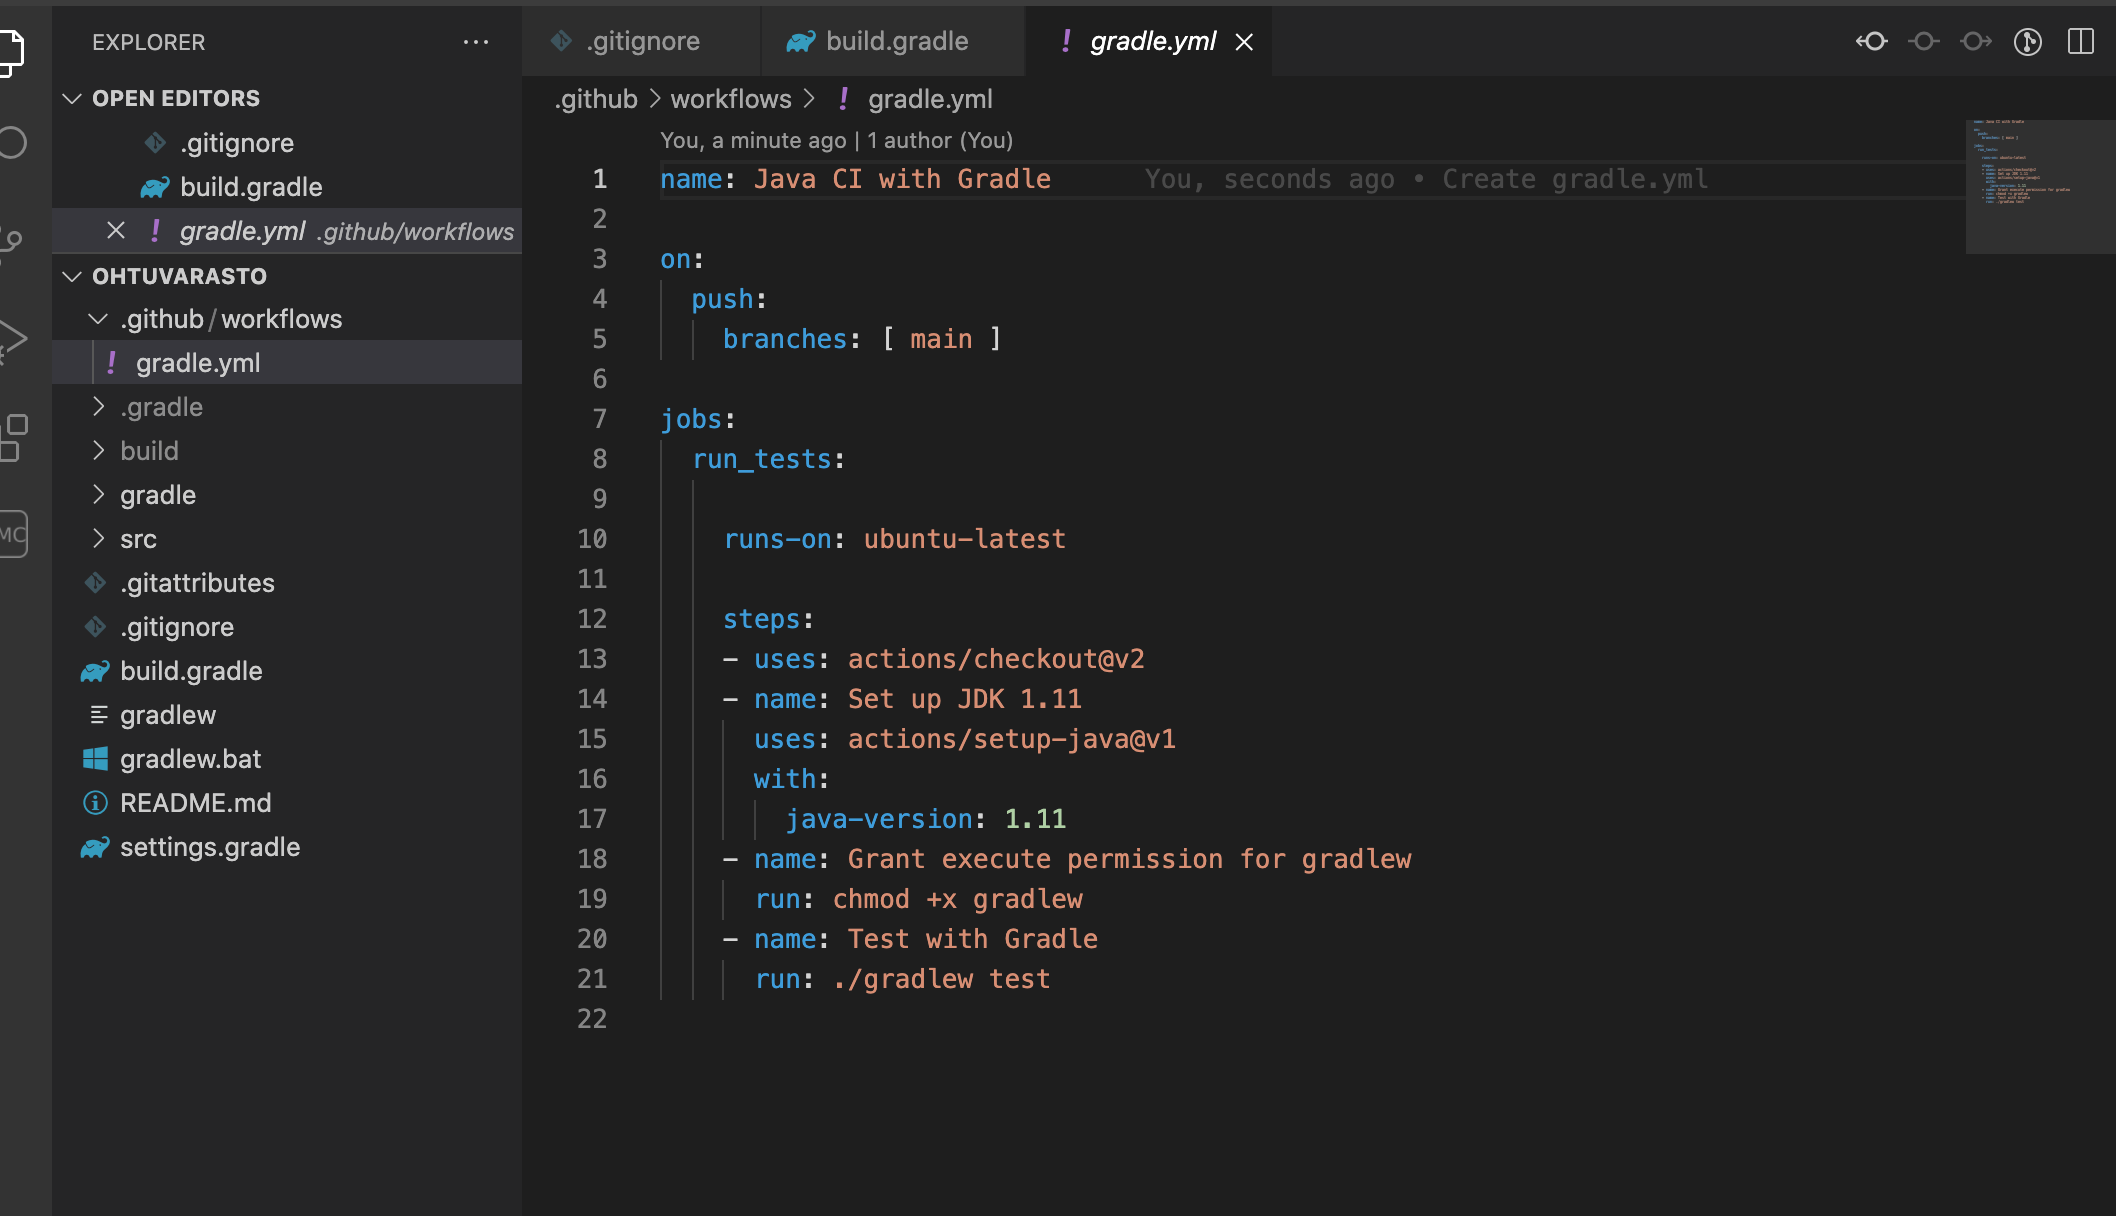 EXPLORER
OPEN EDITORS
.gitignore
build.gradle
gradle.yml .github/workflows
OHTUVARASTO
.github/workflows
gradle.yml
.gradle
build
gradle
src
.gitattributes
.gitignore
build.gradle
gradlew
gradlew.bat
README.md
settings.gradle
MC
.gitignore
build.gradle
! gradle.yml
.github > workflows > ! gradle.yml
You, a minute ago | 1 author (You)
1 name: Java CI with Gradle You, seconds ago • Create gradle.yml
2
3 on:
4 push:
5 branches: [ main ]
6
7 jobs:
8 run_tests:
9
10 runs-on: ubuntu-latest
11
12 steps:
13 - uses: actions/checkout@v2
14 - name: Set up JDK 1.11
15 uses: actions/setup-java@v1
16 with:
17 java-version: 1.11
18 - name: Grant execute permission for gradlew
19 run: chmod +x gradlew
20 - name: Test with Gradle
21 run: ./gradlew test
22